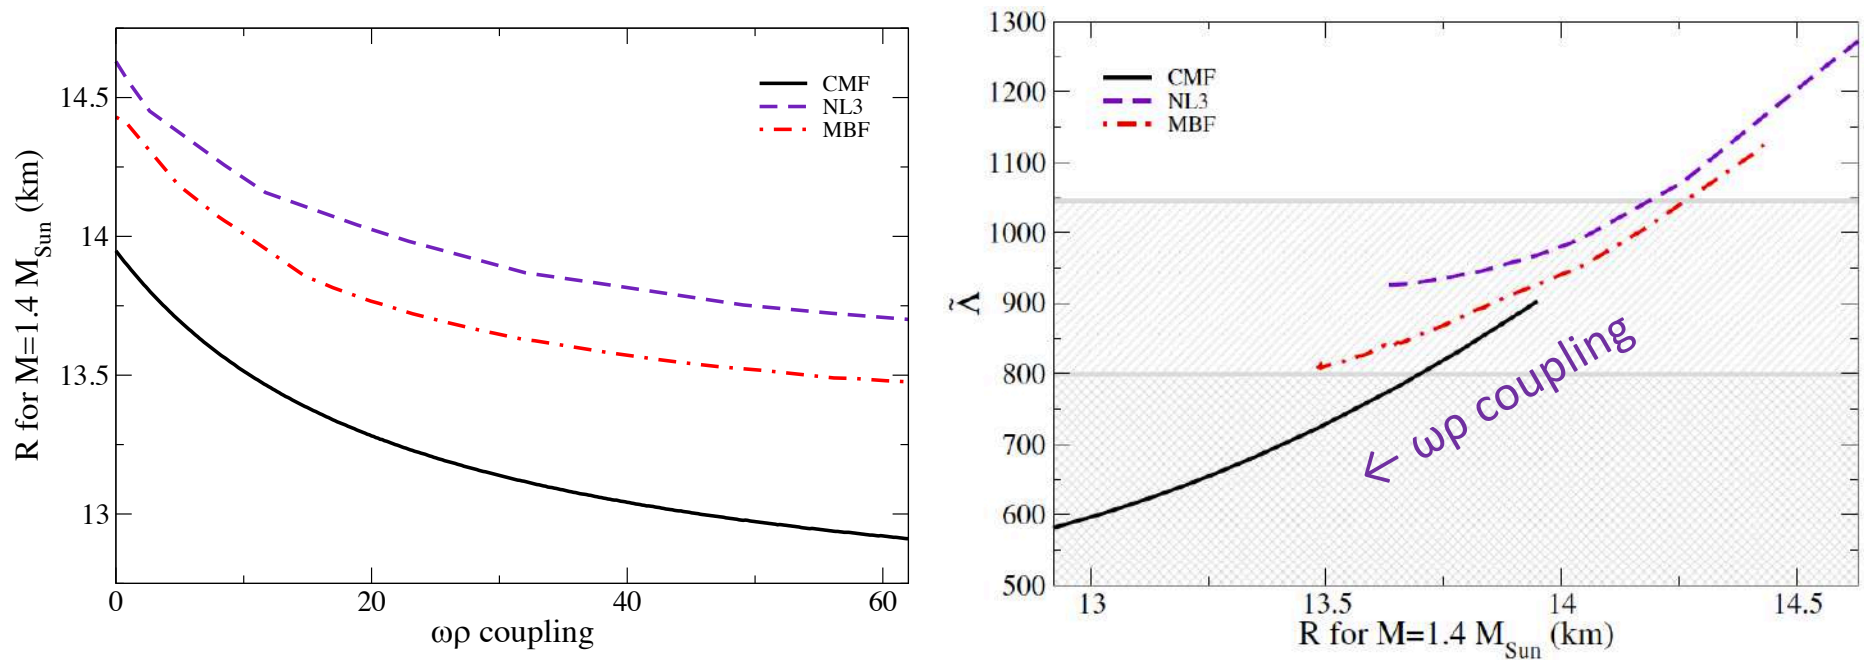 CMF
NL3
MBF
14.5
14
13.5
13
R for M=1.4 M_Sun (km)
0
20
40
60
ωρ coupling
1300
1200
1100
1000
900
800
700
600
500
Λ̃
CMF
NL3
MBF
← ωρ coupling
13
13.5
14
14.5
R for M=1.4 M_Sun (km)